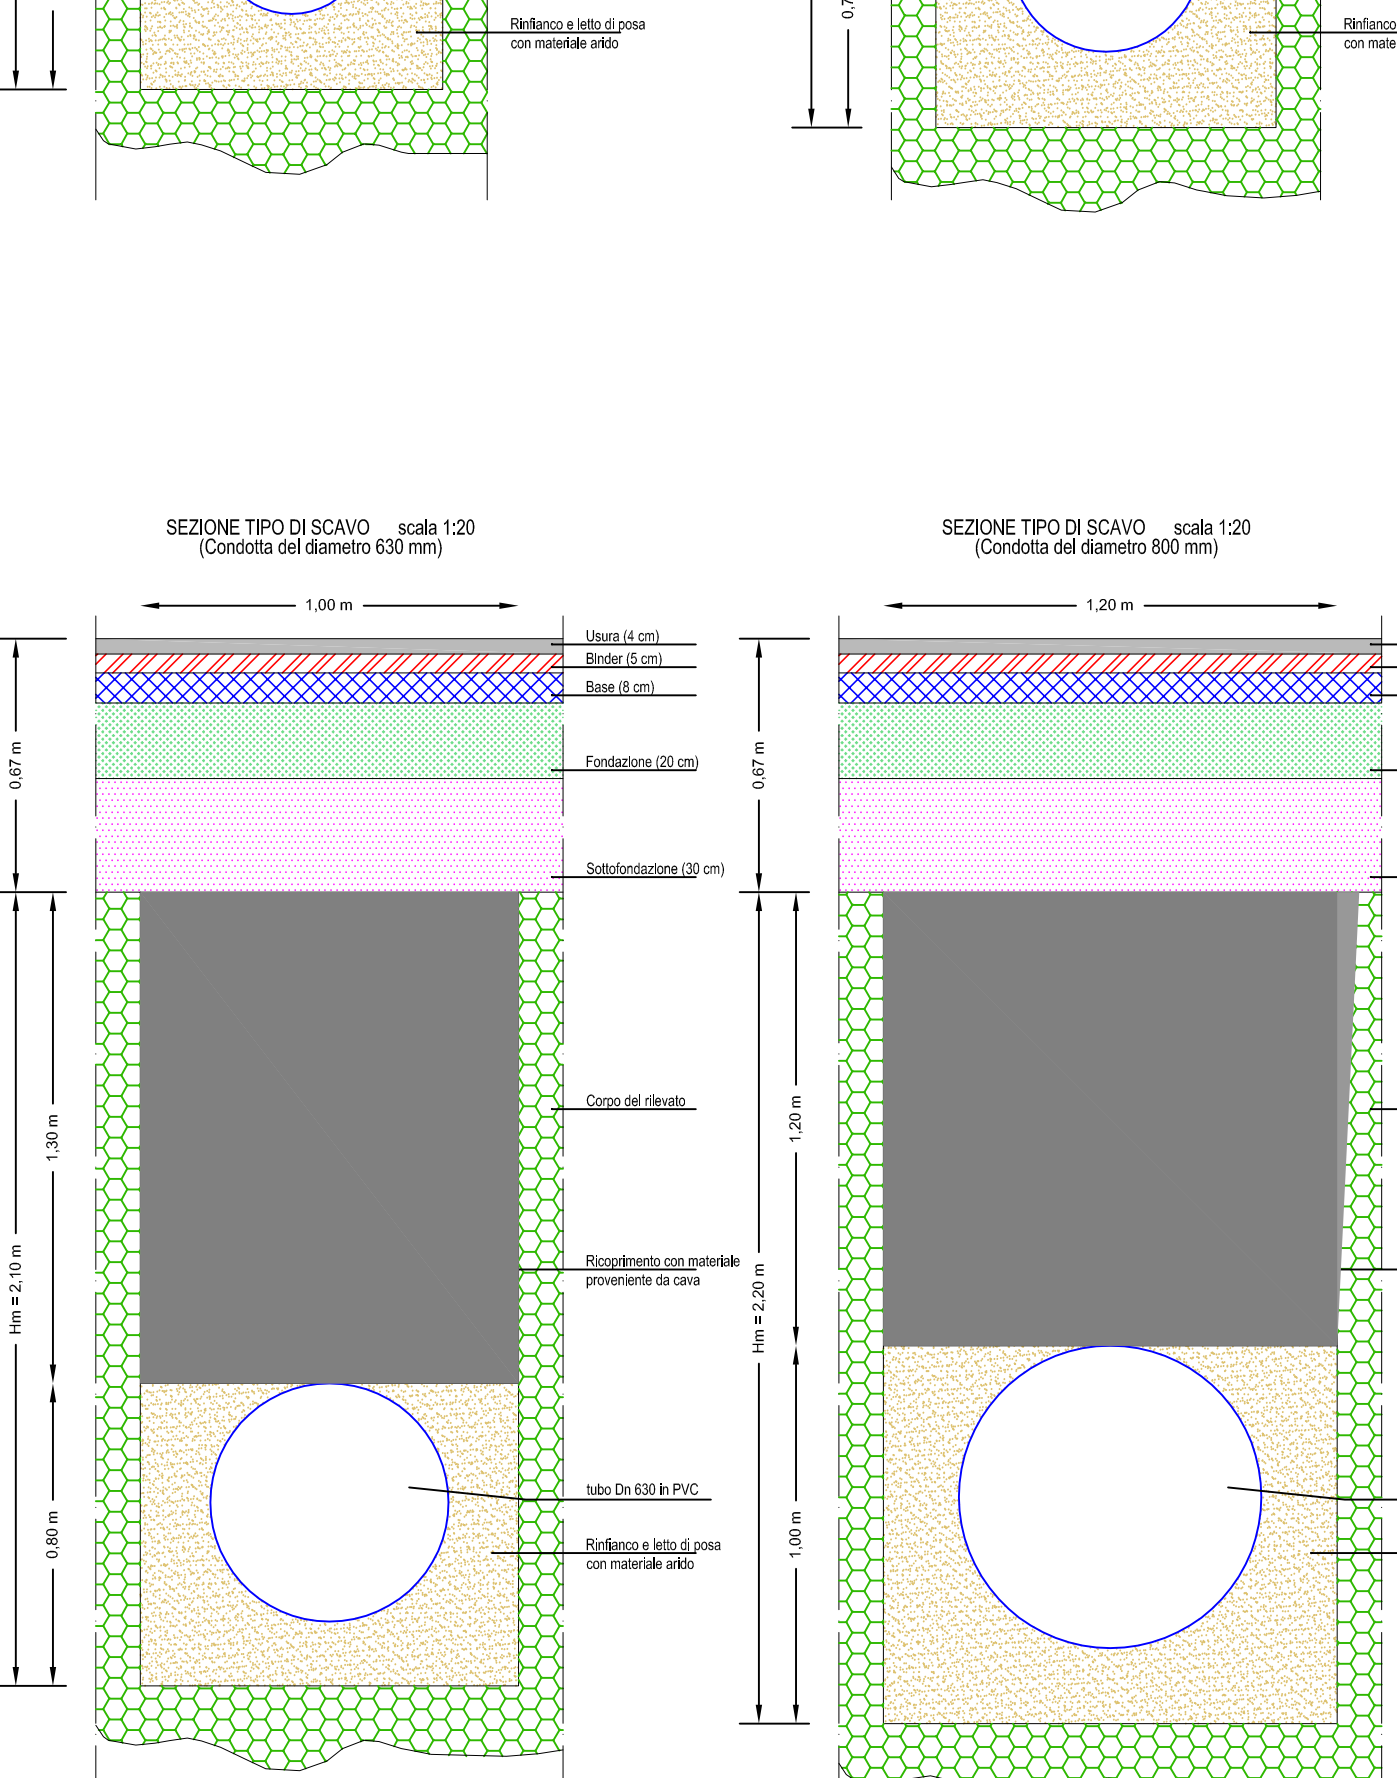 Rinfianco e letto di posa
con materiale arido
0,7
Rinfianco
con mate
SEZIONE TIPO DI SCAVO scala 1:20
(Condotta del diametro 630 mm)
1,00 m
Usura (4 cm)
Binder (5 cm)
Base (8 cm)
Fondazione (20 cm)
Sottofondazione (30 cm)
0,67 m
Corpo del rilevato
1,30 m
Hm = 2,10 m
Ricoprimento con materiale
proveniente da cava
tubo Dn 630 in PVC
0,80 m
Rinfianco e letto di posa
con materiale arido
SEZIONE TIPO DI SCAVO scala 1:20
(Condotta del diametro 800 mm)
1,20 m
0,67 m
1,20 m
Hm = 2,20 m
1,00 m